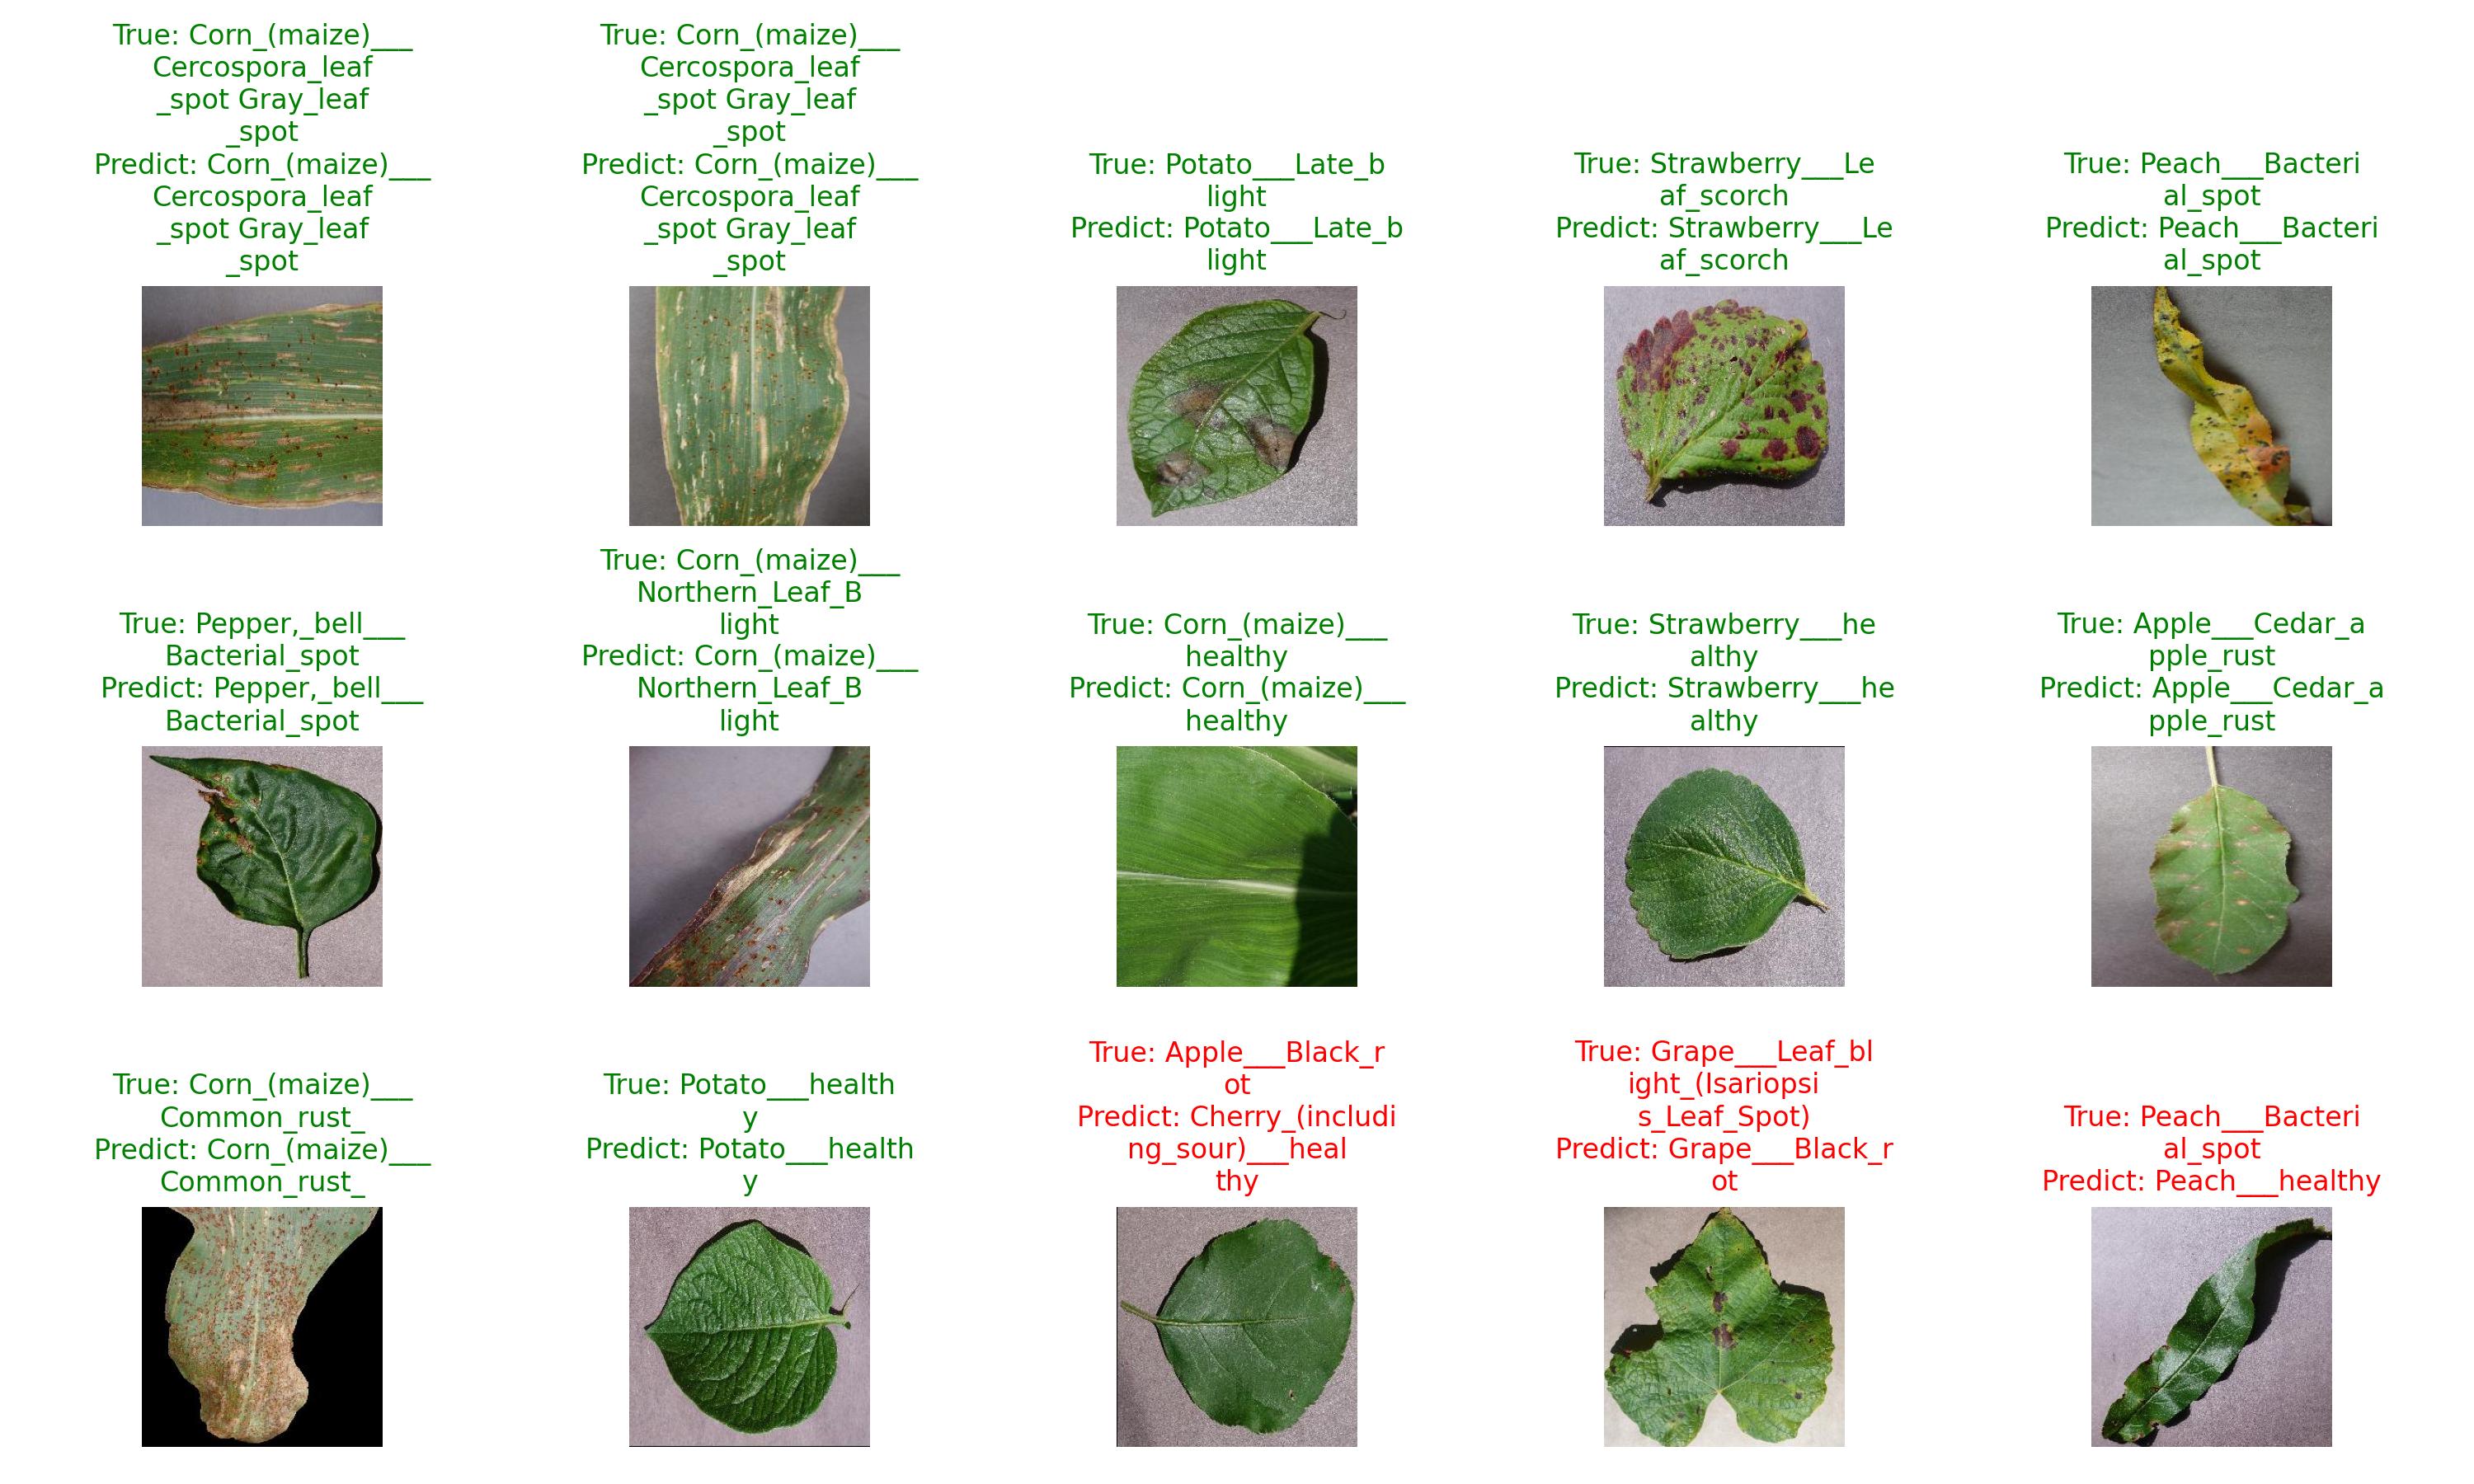 True: Corn_(maize)___
Cercospora_leaf
_spot Gray_leaf
_spot
Predict: Corn_(maize)___
Cercospora_leaf
_spot Gray_leaf
_spot
True: Corn_(maize)___
Cercospora_leaf
_spot Gray_leaf
_spot
Predict: Corn_(maize)___
Cercospora_leaf
_spot Gray_leaf
_spot
True: Potato___Late_b
light
Predict: Potato___Late_b
light
True: Strawberry___Le
af_scorch
Predict: Strawberry___Le
af_scorch
True: Peach___Bacteri
al_spot
Predict: Peach___Bacteri
al_spot
True: Pepper,_bell___
Bacterial_spot
Predict: Pepper,_bell___
Bacterial_spot
True: Corn_(maize)___
Northern_Leaf_B
light
Predict: Corn_(maize)___
Northern_Leaf_B
light
True: Corn_(maize)___
healthy
Predict: Corn_(maize)___
healthy
True: Strawberry___he
althy
Predict: Strawberry___he
althy
True: Apple___Cedar_a
pple_rust
Predict: Apple___Cedar_a
pple_rust
True: Corn_(maize)___
Common_rust_
Predict: Corn_(maize)___
Common_rust_
True: Potato___health
y
Predict: Potato___health
y
True: Apple___Black_r
ot
Predict: Cherry_(includi
ng_sour)___heal
thy
True: Grape___Leaf_bl
ight_(Isariopsi
s_Leaf_Spot)
Predict: Grape___Black_r
ot
True: Peach___Bacteri
al_spot
Predict: Peach___healthy